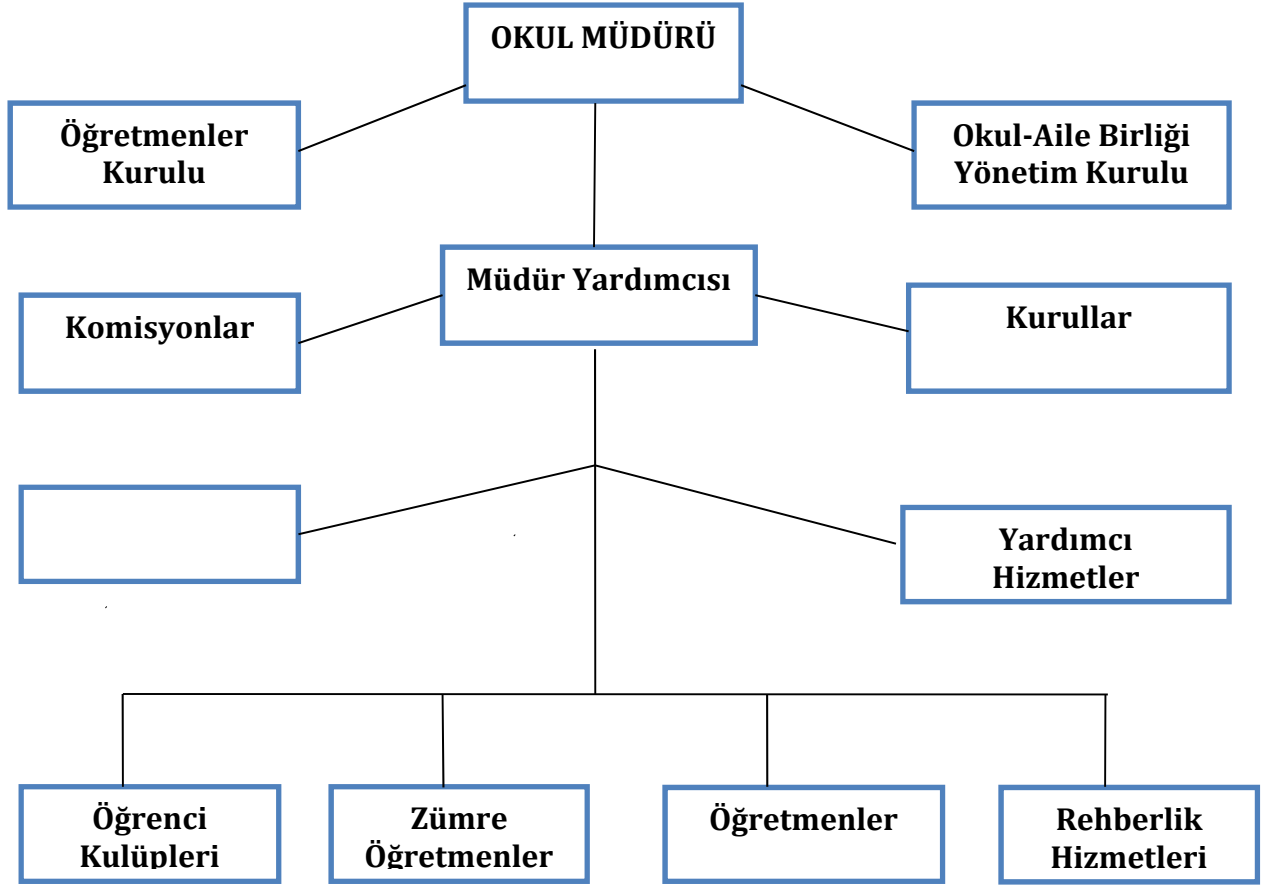 OKUL MÜDÜRÜ
Öğretmenler
Kurulu
Okul-Aile Birliği
Yönetim Kurulu
Müdür Yardımcısı
Komisyonlar
Kurullar
Yardımcı
Hizmetler
Öğrenci
Kulüpleri
Zümre
Öğretmenler
Öğretmenler
Rehberlik
Hizmetleri